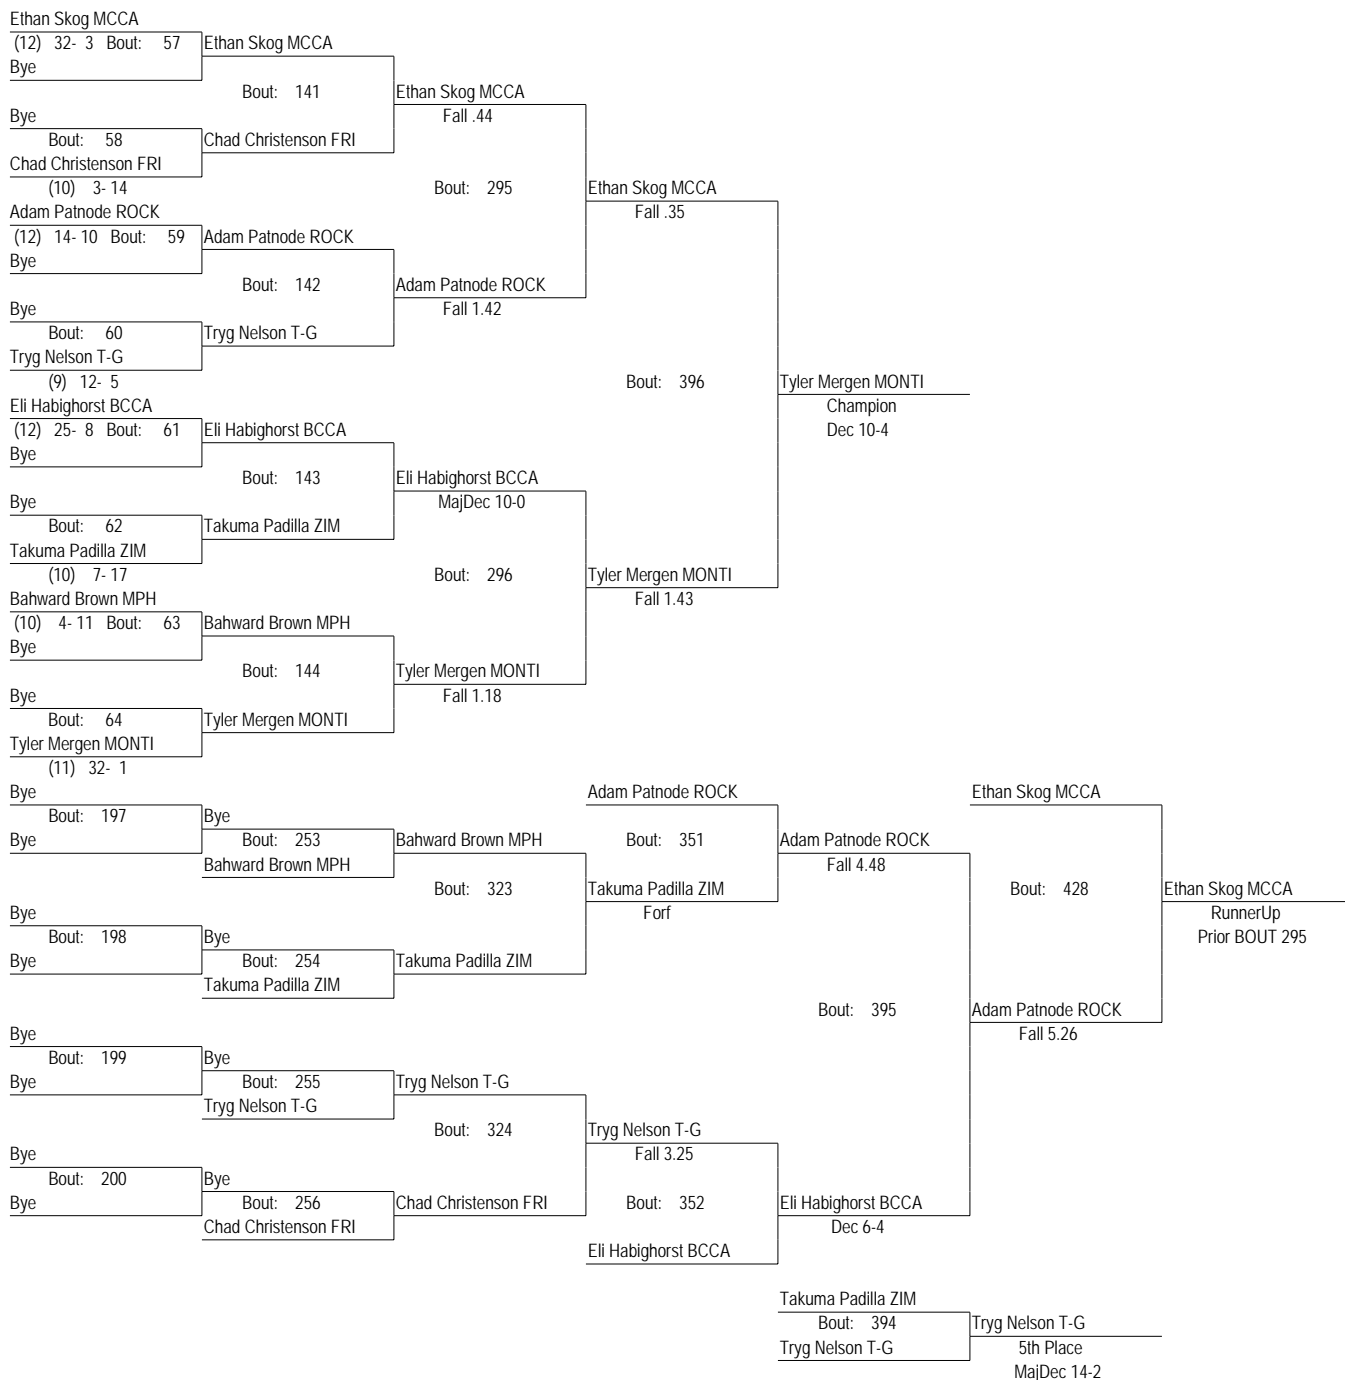 Ethan Skog MCCA
(12) 32- 3 Bout: 57 Ethan Skog MCCA
Bye
Bout: 141 Ethan Skog MCCA
Bye Fall .44
Bout: 58 Chad Christenson FRI
Chad Christenson FRI
(10) 3- 14 Bout: 295 Ethan Skog MCCA
Adam Patnode ROCK Fall .35
(12) 14- 10 Bout: 59 Adam Patnode ROCK
Bye
Bout: 142 Adam Patnode ROCK
Bye Fall 1.42
Bout: 60 Tryg Nelson T-G
Tryg Nelson T-G
(9) 12- 5 Bout: 396 Tyler Mergen MONTI
Eli Habighorst BCCA Champion
(12) 25- 8 Bout: 61 Eli Habighorst BCCA Dec 10-4
Bye
Bout: 143 Eli Habighorst BCCA
Bye MajDec 10-0
Bout: 62 Takuma Padilla ZIM
Takuma Padilla ZIM
(10) 7- 17 Bout: 296 Tyler Mergen MONTI
Bahward Brown MPH Fall 1.43
(10) 4- 11 Bout: 63 Bahward Brown MPH
Bye
Bout: 144 Tyler Mergen MONTI
Bye Fall 1.18
Bout: 64 Tyler Mergen MONTI
Tyler Mergen MONTI
(11) 32- 1
Bye Adam Patnode ROCK Ethan Skog MCCA
Bout: 197 Bye
Bye Bout: 253 Bahward Brown MPH Bout: 351 Adam Patnode ROCK
Bahward Brown MPH Fall 4.48
Bout: 323 Takuma Padilla ZIM Bout: 428 Ethan Skog MCCA
Bye Forf RunnerUp
Bout: 198 Bye Prior BOUT 295
Bye Bout: 254 Takuma Padilla ZIM
Takuma Padilla ZIM
Bout: 395 Adam Patnode ROCK
Bye Fall 5.26
Bout: 199 Bye
Bye Bout: 255 Tryg Nelson T-G
Tryg Nelson T-G
Bout: 324 Tryg Nelson T-G
Bye Fall 3.25
Bout: 200 Bye
Bye Bout: 256 Chad Christenson FRI Bout: 352 Eli Habighorst BCCA
Chad Christenson FRI Dec 6-4
Eli Habighorst BCCA
Takuma Padilla ZIM
Bout: 394 Tryg Nelson T-G
Tryg Nelson T-G 5th Place
MajDec 14-2